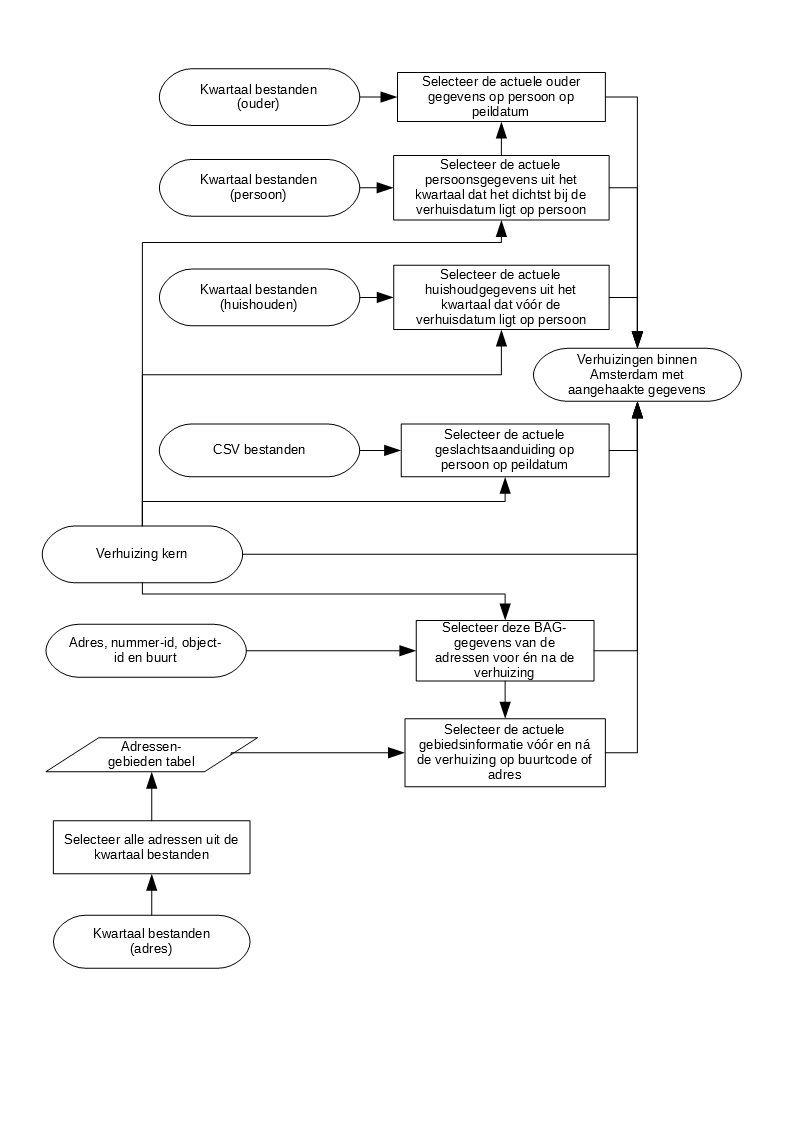 Kwartaal bestanden
(ouder)
Selecteer de actuele ouder
gegevens op persoon op
peildatum
Kwartaal bestanden
(persoon)
Selecteer de actuele
persoonsgegevens uit het
kwartaal dat het dichtst bij de
verhuisdatum ligt op persoon
Kwartaal bestanden
(huishouden)
Selecteer de actuele
huishoudgegevens uit het
kwartaal dat vóór de
verhuisdatum ligt op persoon
Verhuizingen binnen
Amsterdam met
aangehaakte gegevens
CSV bestanden
Selecteer de actuele
geslachtsaanduiding op
persoon op peildatum
Verhuizing kern
Adres, nummer-id, object-
id en buurt
Selecteer deze BAG-
gegevens van de
adressen voor én na de
verhuizing
Adressen-
gebieden tabel
Selecteer de actuele
gebiedsinformatie vóór en ná
de verhuizing op buurtcode of
adres
Selecteer alle adressen uit de
kwartaal bestanden
Kwartaal bestanden
(adres)